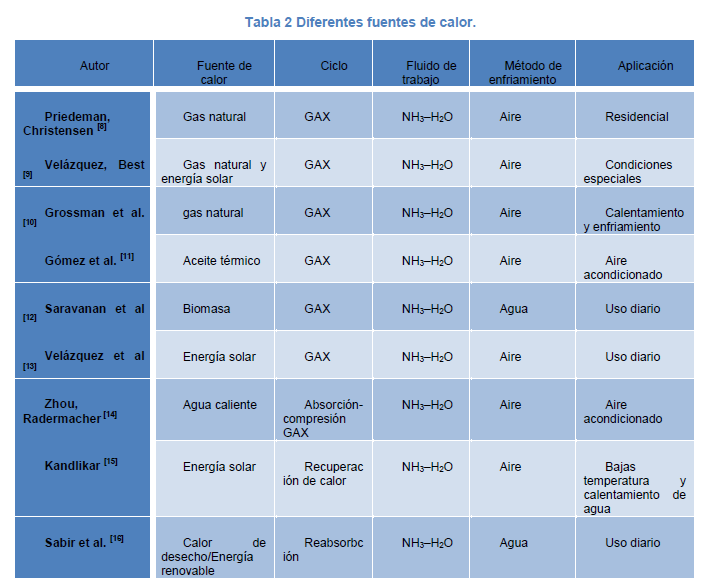 Tabla 2 Diferentes fuentes de calor.
Autor Fuente de calor Ciclo Fluido de trabajo Método de enfriamiento Aplicación
Priedeman, Christensen [8] Gas natural GAX NH3–H2O Aire Residencial
Velázquez, Best [9] Gas natural y energía solar GAX NH3–H2O Aire Condiciones especiales
Grossman et al. [10] gas natural GAX NH3–H2O Aire Calentamiento y enfriamiento
Gómez et al. [11] Aceite térmico GAX NH3–H2O Aire Aire acondicionado
Saravanan et al [12] Biomasa GAX NH3–H2O Agua Uso diario
Velázquez et al [13] Energía solar GAX NH3–H2O Aire Uso diario
Zhou, Radermacher [14] Agua caliente Absorción-compresión GAX NH3–H2O Aire Aire acondicionado
Kandlikar [15] Energía solar Recuperación de calor NH3–H2O Aire Bajas temperatura y calentamiento de agua
Sabir et al. [16] Calor de desecho/Energía renovable Reabsorbción NH3–H2O Agua Uso diario